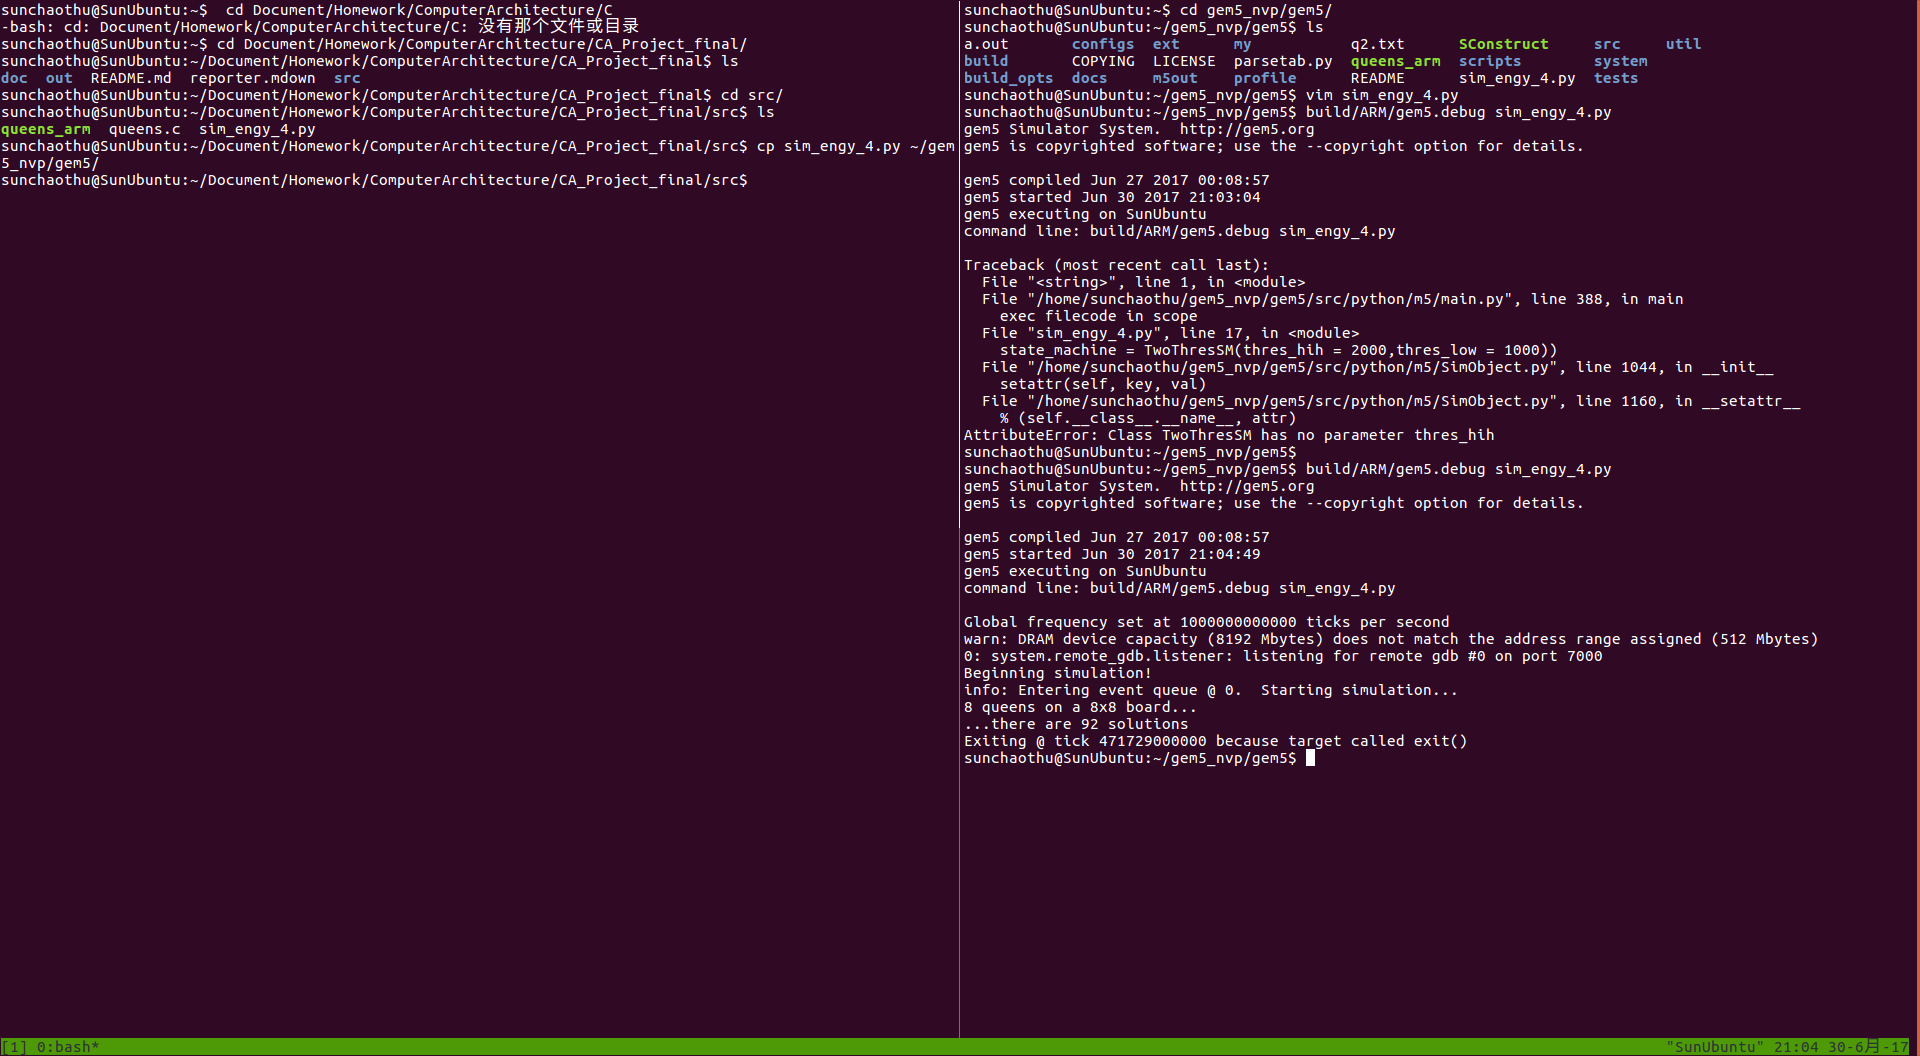 sunchaothu@SunUbuntu:~$  cd Document/Homework/ComputerArchitecture/C
-bash: cd: Document/Homework/ComputerArchitecture/C: 没有那个文件或目录
sunchaothu@SunUbuntu:~$ cd Document/Homework/ComputerArchitecture/CA_Project_final/
sunchaothu@SunUbuntu:~/Document/Homework/ComputerArchitecture/CA_Project_final$ ls
doc  out  README.md  reporter.mdown  src
sunchaothu@SunUbuntu:~/Document/Homework/ComputerArchitecture/CA_Project_final$ cd src/
sunchaothu@SunUbuntu:~/Document/Homework/ComputerArchitecture/CA_Project_final/src$ ls
queens_arm  queens.c  sim_engy_4.py
sunchaothu@SunUbuntu:~/Document/Homework/ComputerArchitecture/CA_Project_final/src$ cp sim_engy_4.py ~/gem
5_nvp/gem5/
sunchaothu@SunUbuntu:~/Document/Homework/ComputerArchitecture/CA_Project_final/src$
sunchaothu@SunUbuntu:~$ cd gem5_nvp/gem5/
sunchaothu@SunUbuntu:~/gem5_nvp/gem5$ ls
a.out       configs  ext      my           q2.txt      SConstruct     src     util
build       COPYING  LICENSE  parsetab.py  queens_arm  scripts        system
build_opts  docs     m5out    profile      README      sim_engy_4.py  tests
sunchaothu@SunUbuntu:~/gem5_nvp/gem5$ vim sim_engy_4.py
sunchaothu@SunUbuntu:~/gem5_nvp/gem5$ build/ARM/gem5.debug sim_engy_4.py
gem5 Simulator System.  http://gem5.org
gem5 is copyrighted software; use the --copyright option for details.
gem5 compiled Jun 27 2017 00:08:57
gem5 started Jun 30 2017 21:03:04
gem5 executing on SunUbuntu
command line: build/ARM/gem5.debug sim_engy_4.py
Traceback (most recent call last):
  File "<string>", line 1, in <module>
  File "/home/sunchaothu/gem5_nvp/gem5/src/python/m5/main.py", line 388, in main
    exec filecode in scope
  File "sim_engy_4.py", line 17, in <module>
    state_machine = TwoThresSM(thres_hih = 2000,thres_low = 1000))
  File "/home/sunchaothu/gem5_nvp/gem5/src/python/m5/SimObject.py", line 1044, in __init__
    setattr(self, key, val)
  File "/home/sunchaothu/gem5_nvp/gem5/src/python/m5/SimObject.py", line 1160, in __setattr__
    % (self.__class__.__name__, attr)
AttributeError: Class TwoThresSM has no parameter thres_hih
sunchaothu@SunUbuntu:~/gem5_nvp/gem5$
sunchaothu@SunUbuntu:~/gem5_nvp/gem5$ build/ARM/gem5.debug sim_engy_4.py
gem5 Simulator System.  http://gem5.org
gem5 is copyrighted software; use the --copyright option for details.
gem5 compiled Jun 27 2017 00:08:57
gem5 started Jun 30 2017 21:04:49
gem5 executing on SunUbuntu
command line: build/ARM/gem5.debug sim_engy_4.py
Global frequency set at 1000000000000 ticks per second
warn: DRAM device capacity (8192 Mbytes) does not match the address range assigned (512 Mbytes)
0: system.remote_gdb.listener: listening for remote gdb #0 on port 7000
Beginning simulation!
info: Entering event queue @ 0.  Starting simulation...
8 queens on a 8x8 board...
...there are 92 solutions
Exiting @ tick 471729000000 because target called exit()
sunchaothu@SunUbuntu:~/gem5_nvp/gem5$
[1] 0:bash*
"SunUbuntu" 21:04 30-6月-17